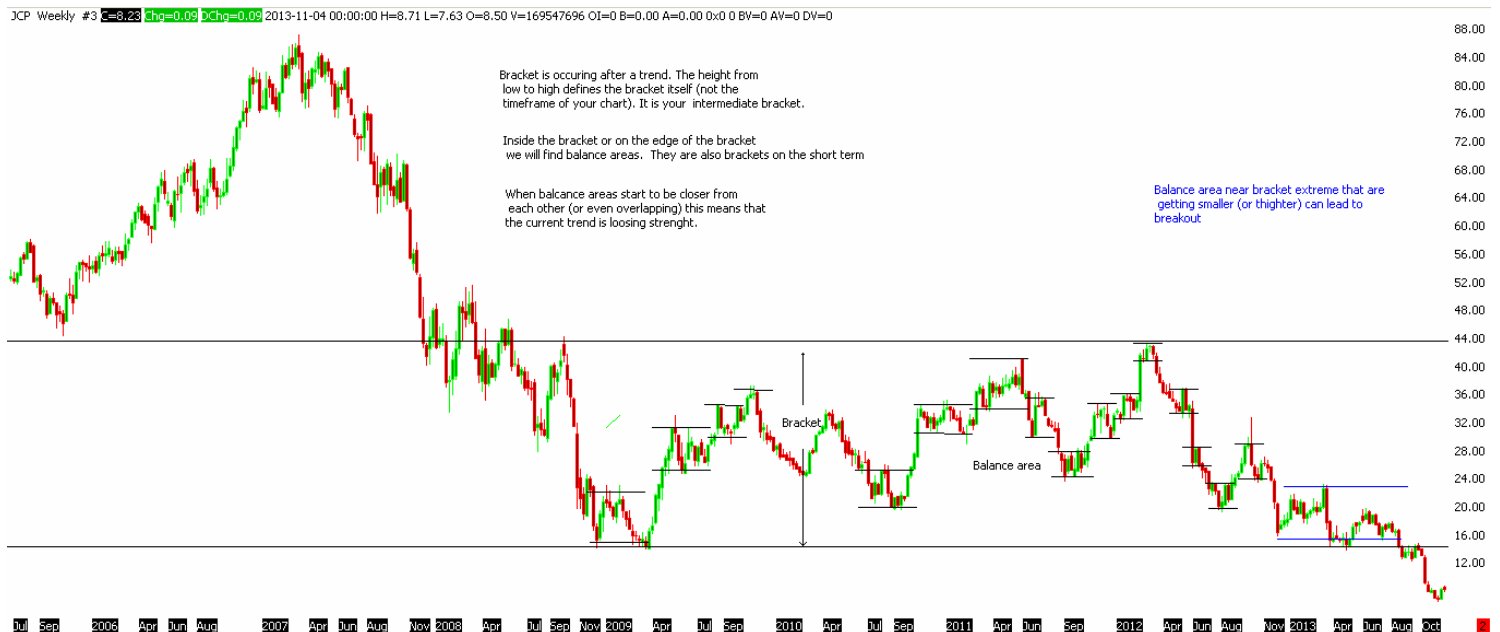 JCP Weekly #3 C=8.23 Chg=0.09 DChg=0.09 2013-11-04 00:00:00 H=8.71 L=7.63 O=8.50 V=169547696 OI=0 B=0.00 A=0.00 0x0 0 BV=0 AV=0 DV=0
88.00
84.00
80.00
76.00
72.00
68.00
64.00
60.00
56.00
52.00
48.00
44.00
40.00
36.00
32.00
28.00
24.00
20.00
16.00
12.00
Bracket is occuring after a trend. The height from
low to high defines the bracket itself (not the
timeframe of your chart). It is your intermediate bracket.
Inside the bracket or on the edge of the bracket
we will find balance areas. They are also brackets on the short term
When balcance areas start to be closer from
each other (or even overlapping) this means that
the current trend is loosing strenght.
Balance area near bracket extreme that are
getting smaller (or thighter) can lead to
breakout
Bracket
Balance area
Jul Sep 2006 Apr Jun Aug 2007 Apr Jun Aug Nov 2008 Apr Jul Sep Nov 2009 Apr Jul Sep 2010 Apr Jul Sep 2011 Apr Jun Sep 2012 Apr Jun Aug Nov 2013 Apr Jun Aug Oct 2